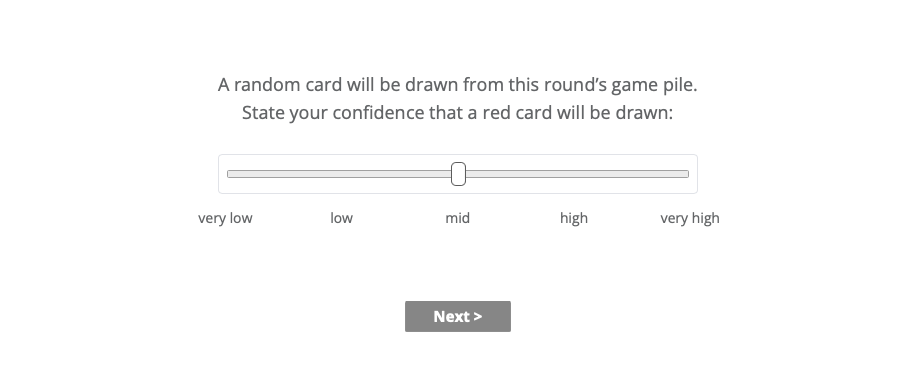 A random card will be drawn from this round’s game pile.
State your confidence that a red card will be drawn:
very low low mid high very high
Next >